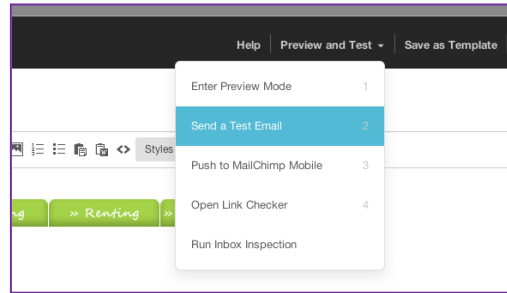 Help Preview and Test Save as Template
Enter Preview Mode 1
Send a Test Email 2
Styles
Push to MailChimp Mobile 3
» Renting »
Open Link Checker 4
Run Inbox Inspection